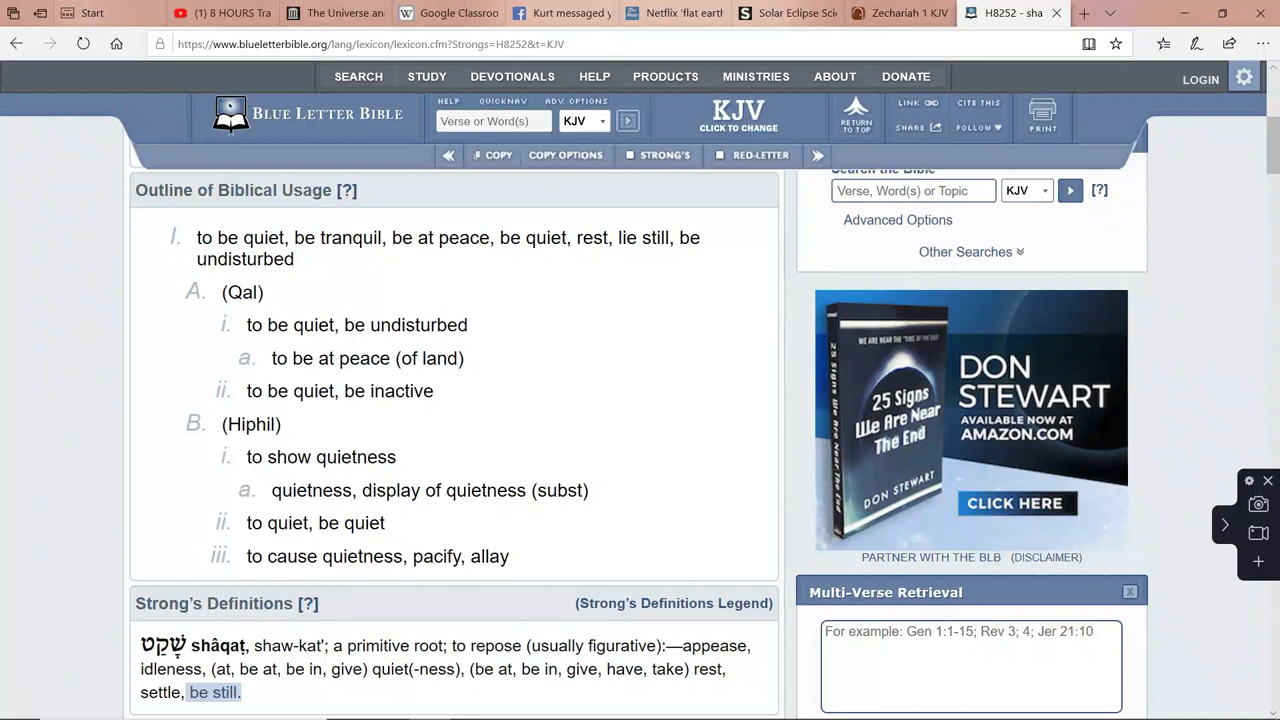 Start
(1) 8 HOURS Tra
The Universe an
Google Classroo
Kurt messaged y
Netflix 'flat earth
Solar Eclipse Sci
Zechariah 1 KJV
H8252 - sha
https://www.blueletterbible.org/lang/lexicon/lexicon.cfm?Strongs=H8252&t=KJV
SEARCH STUDY DEVOTIONALS HELP PRODUCTS MINISTRIES ABOUT DONATE
LOGIN
BLUE LETTER BIBLE
HELP QUICKNAV ADV. OPTIONS
Verse or Word(s) KJV
KJV
CLICK TO CHANGE
RETURN
TO TOP
LINK CITE THIS
SHARE FOLLOW
PRINT
COPY COPY OPTIONS STRONG'S RED-LETTER
Outline of Biblical Usage [?]
I. to be quiet, be tranquil, be at peace, be quiet, rest, lie still, be
undisturbed
A. (Qal)
i. to be quiet, be undisturbed
a. to be at peace (of land)
ii. to be quiet, be inactive
B. (Hiphil)
i. to show quietness
a. quietness, display of quietness (subst)
ii. to quiet, be quiet
iii. to cause quietness, pacify, allay
Strong's Definitions [?] (Strong's Definitions Legend)
שָׁקַט shâqaṭ, shaw-kat'; a primitive root; to repose (usually figurative):—appease,
idleness, (at, be at, be in, give) quiet(-ness), (be at, be in, give, have, take) rest,
settle, be still.
Search the Bible
Verse, Word(s) or Topic KJV [?]
Advanced Options
Other Searches
WE ARE NEAR THE "TIME OF THE END"
25 Signs
We Are Near
The End
DON STEWART
25 SIGNS WE ARE NEAR THE END
DON
STEWART
AVAILABLE NOW AT
AMAZON.COM
CLICK HERE
PARTNER WITH THE BLB (DISCLAIMER)
Multi-Verse Retrieval X
For example: Gen 1:1-15; Rev 3; 4; Jer 21:10